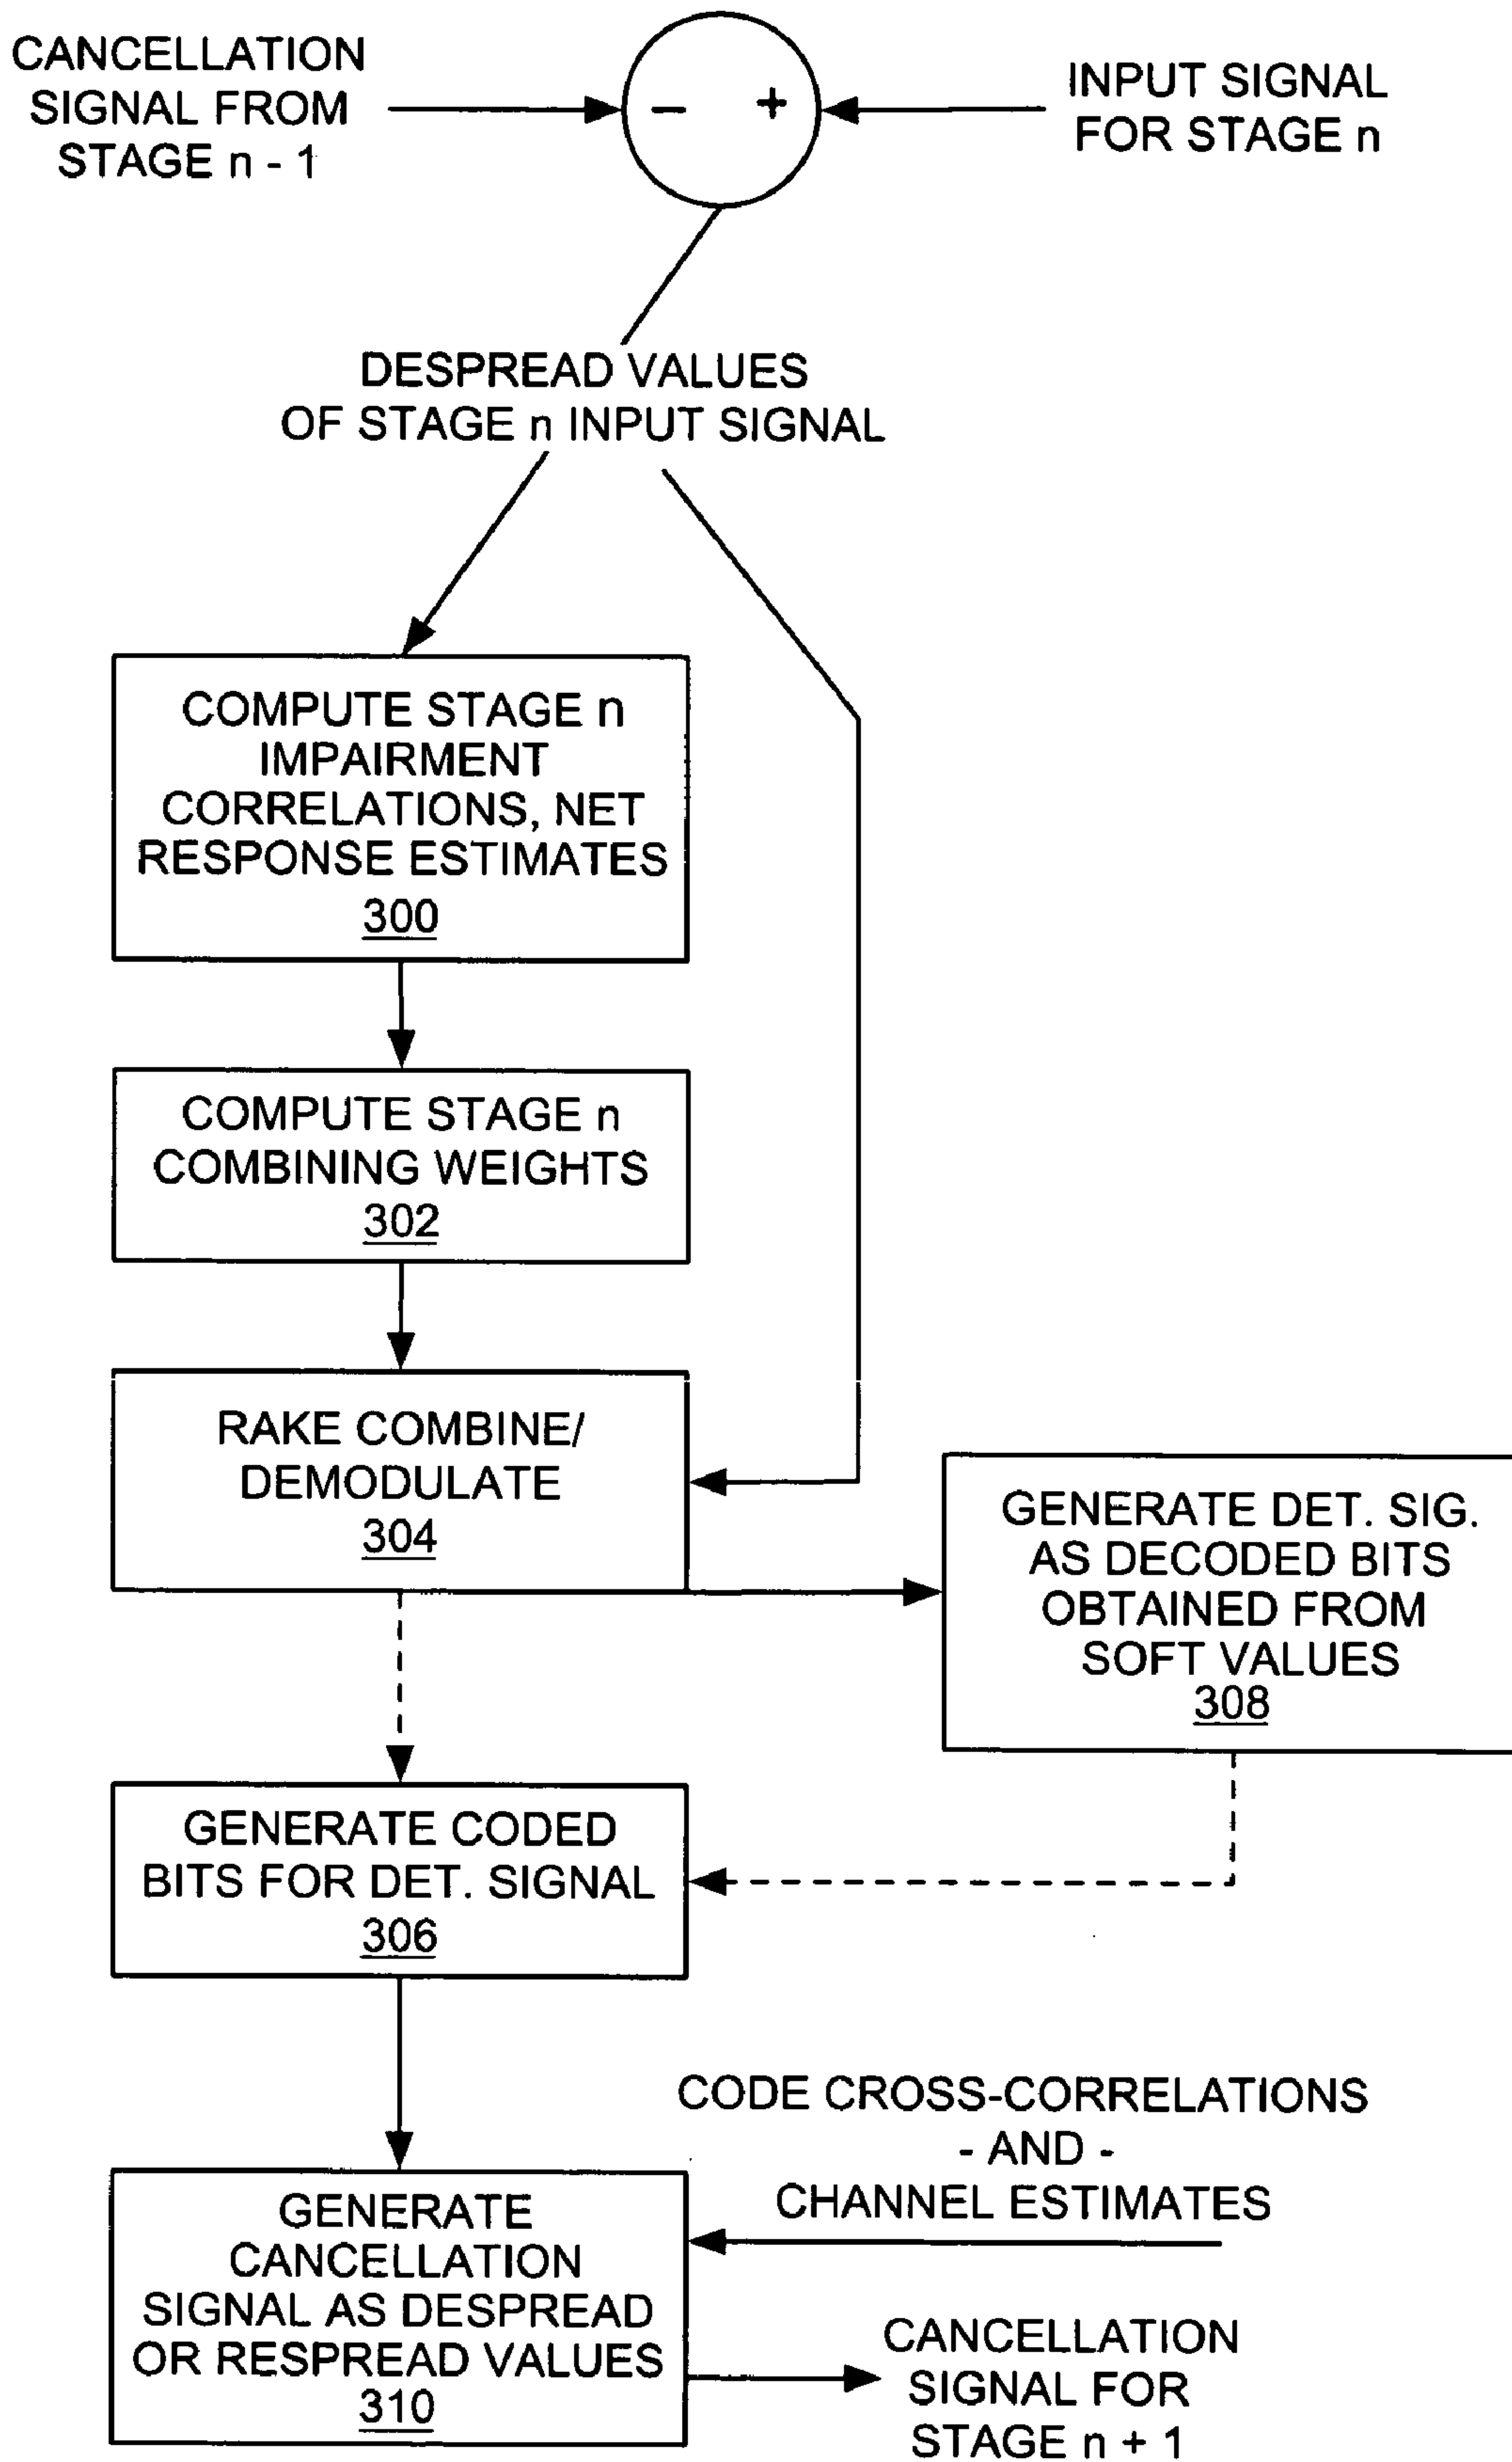 CANCELLATION
SIGNAL FROM
STAGE n - 1
- +
INPUT SIGNAL
FOR STAGE n
DESPREAD VALUES
OF STAGE n INPUT SIGNAL
COMPUTE STAGE n
IMPAIRMENT
CORRELATIONS, NET
RESPONSE ESTIMATES
300
COMPUTE STAGE n
COMBINING WEIGHTS
302
RAKE COMBINE/
DEMODULATE
304
GENERATE DET. SIG.
AS DECODED BITS
OBTAINED FROM
SOFT VALUES
308
GENERATE CODED
BITS FOR DET. SIGNAL
306
CODE CROSS-CORRELATIONS
- AND -
CHANNEL ESTIMATES
GENERATE
CANCELLATION
SIGNAL AS DESPREAD
OR RESPREAD VALUES
310
CANCELLATION
SIGNAL FOR
STAGE n + 1